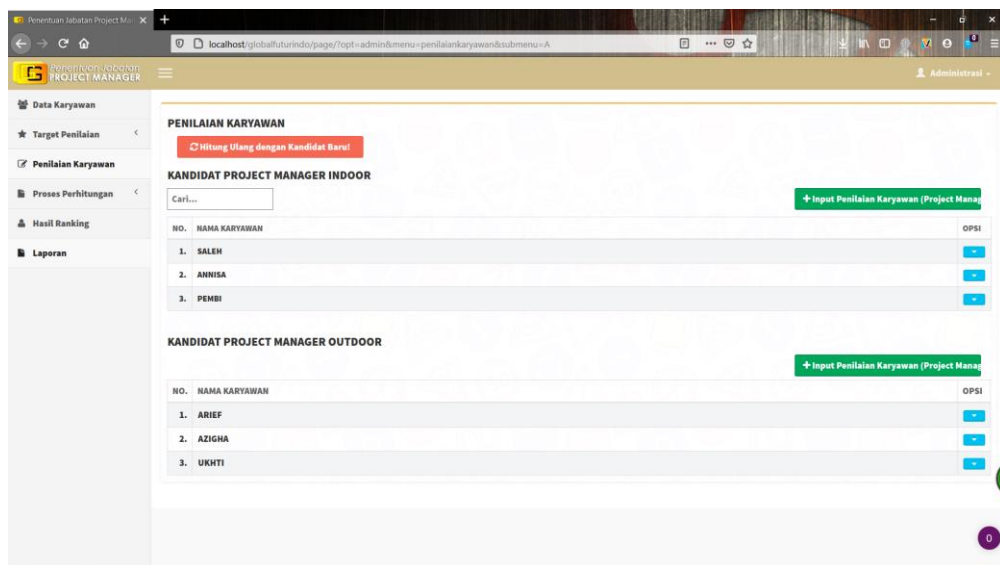 Penentuan Jabatan Project Ma
localhost/globalfuturindo/page/?opt=admin&menu=penilaiankaryawan&submenu=A
Penentuan Jabatan
PROJECT MANAGER
Administrasi
Data Karyawan
Target Penilaian
Penilaian Karyawan
Proses Perhitungan
Hasil Ranking
Laporan
PENILAIAN KARYAWAN
Hitung Ulang dengan Kandidat Baru!
KANDIDAT PROJECT MANAGER INDOOR
Cari...
+ Input Penilaian Karyawan (Project Manag
NO. NAMA KARYAWAN OPSI
1. SALEH
2. ANNISA
3. PEMBI
KANDIDAT PROJECT MANAGER OUTDOOR
+ Input Penilaian Karyawan (Project Manag
NO. NAMA KARYAWAN OPSI
1. ARIEF
2. AZIGHA
3. UKHTI
0